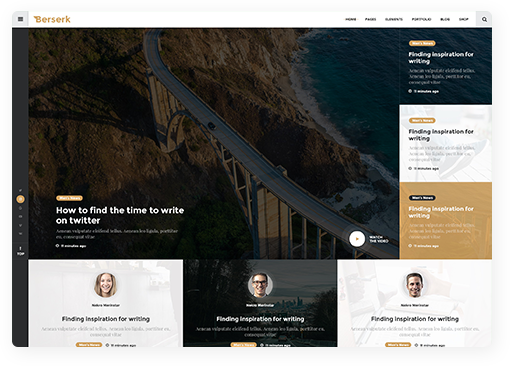 Berserk
HOME PAGES ELEMENTS PORTFOLIO BLOG SHOP
Men's News
How to find the time to write
on twitter
Aenean vulputate eleifend tellus. Aenean leo ligula, porttitor
eu, consequat vitae
11 minutes ago
WATCH
THE VIDEO
Men's News
Finding inspiration for
writing
Aenean vulputate eleifend tellus.
Aenean leo ligula, porttitor eu,
consequat vitae
11 minutes ago
Men's News
Finding inspiration for
writing
Aenean vulputate eleifend tellus.
Aenean leo ligula, porttitor eu,
consequat vitae
11 minutes ago
Men's News
Finding inspiration for
writing
Aenean vulputate eleifend tellus.
Aenean leo ligula, porttitor eu,
consequat vitae
11 minutes ago
TOP
Finding inspiration for writing
Aenean vulputate eleifend tellus. Aenean leo ligula, porttitor eu,
consequat vitae
Men's News 11 minutes ago
Finding inspiration for writing
Aenean vulputate eleifend tellus. Aenean leo ligula, porttitor eu,
consequat vitae
Men's News 11 minutes ago
Finding inspiration for writing
Aenean vulputate eleifend tellus. Aenean leo ligula, porttitor eu,
consequat vitae
Men's News 11 minutes ago